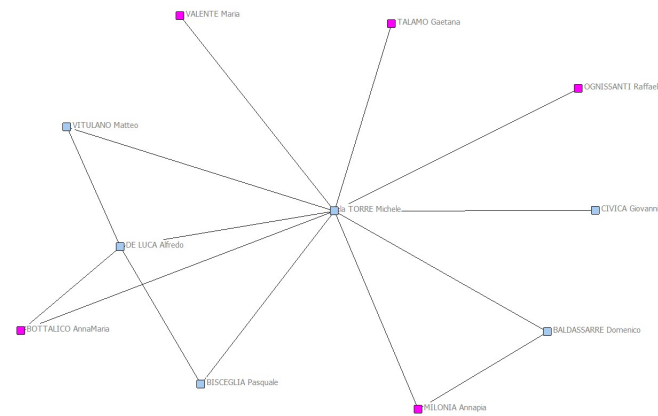 VALENTE Maria
TALAMO Gaetana
OGNISSANTI Raffael
VITULANO Matteo
la TORRE Michele
CIVICA Giovanni
DE LUCA Alfredo
BOTTALICO AnnaMaria
BALDASSARRE Domenico
BISCEGLIA Pasquale
MILONIA Annapia